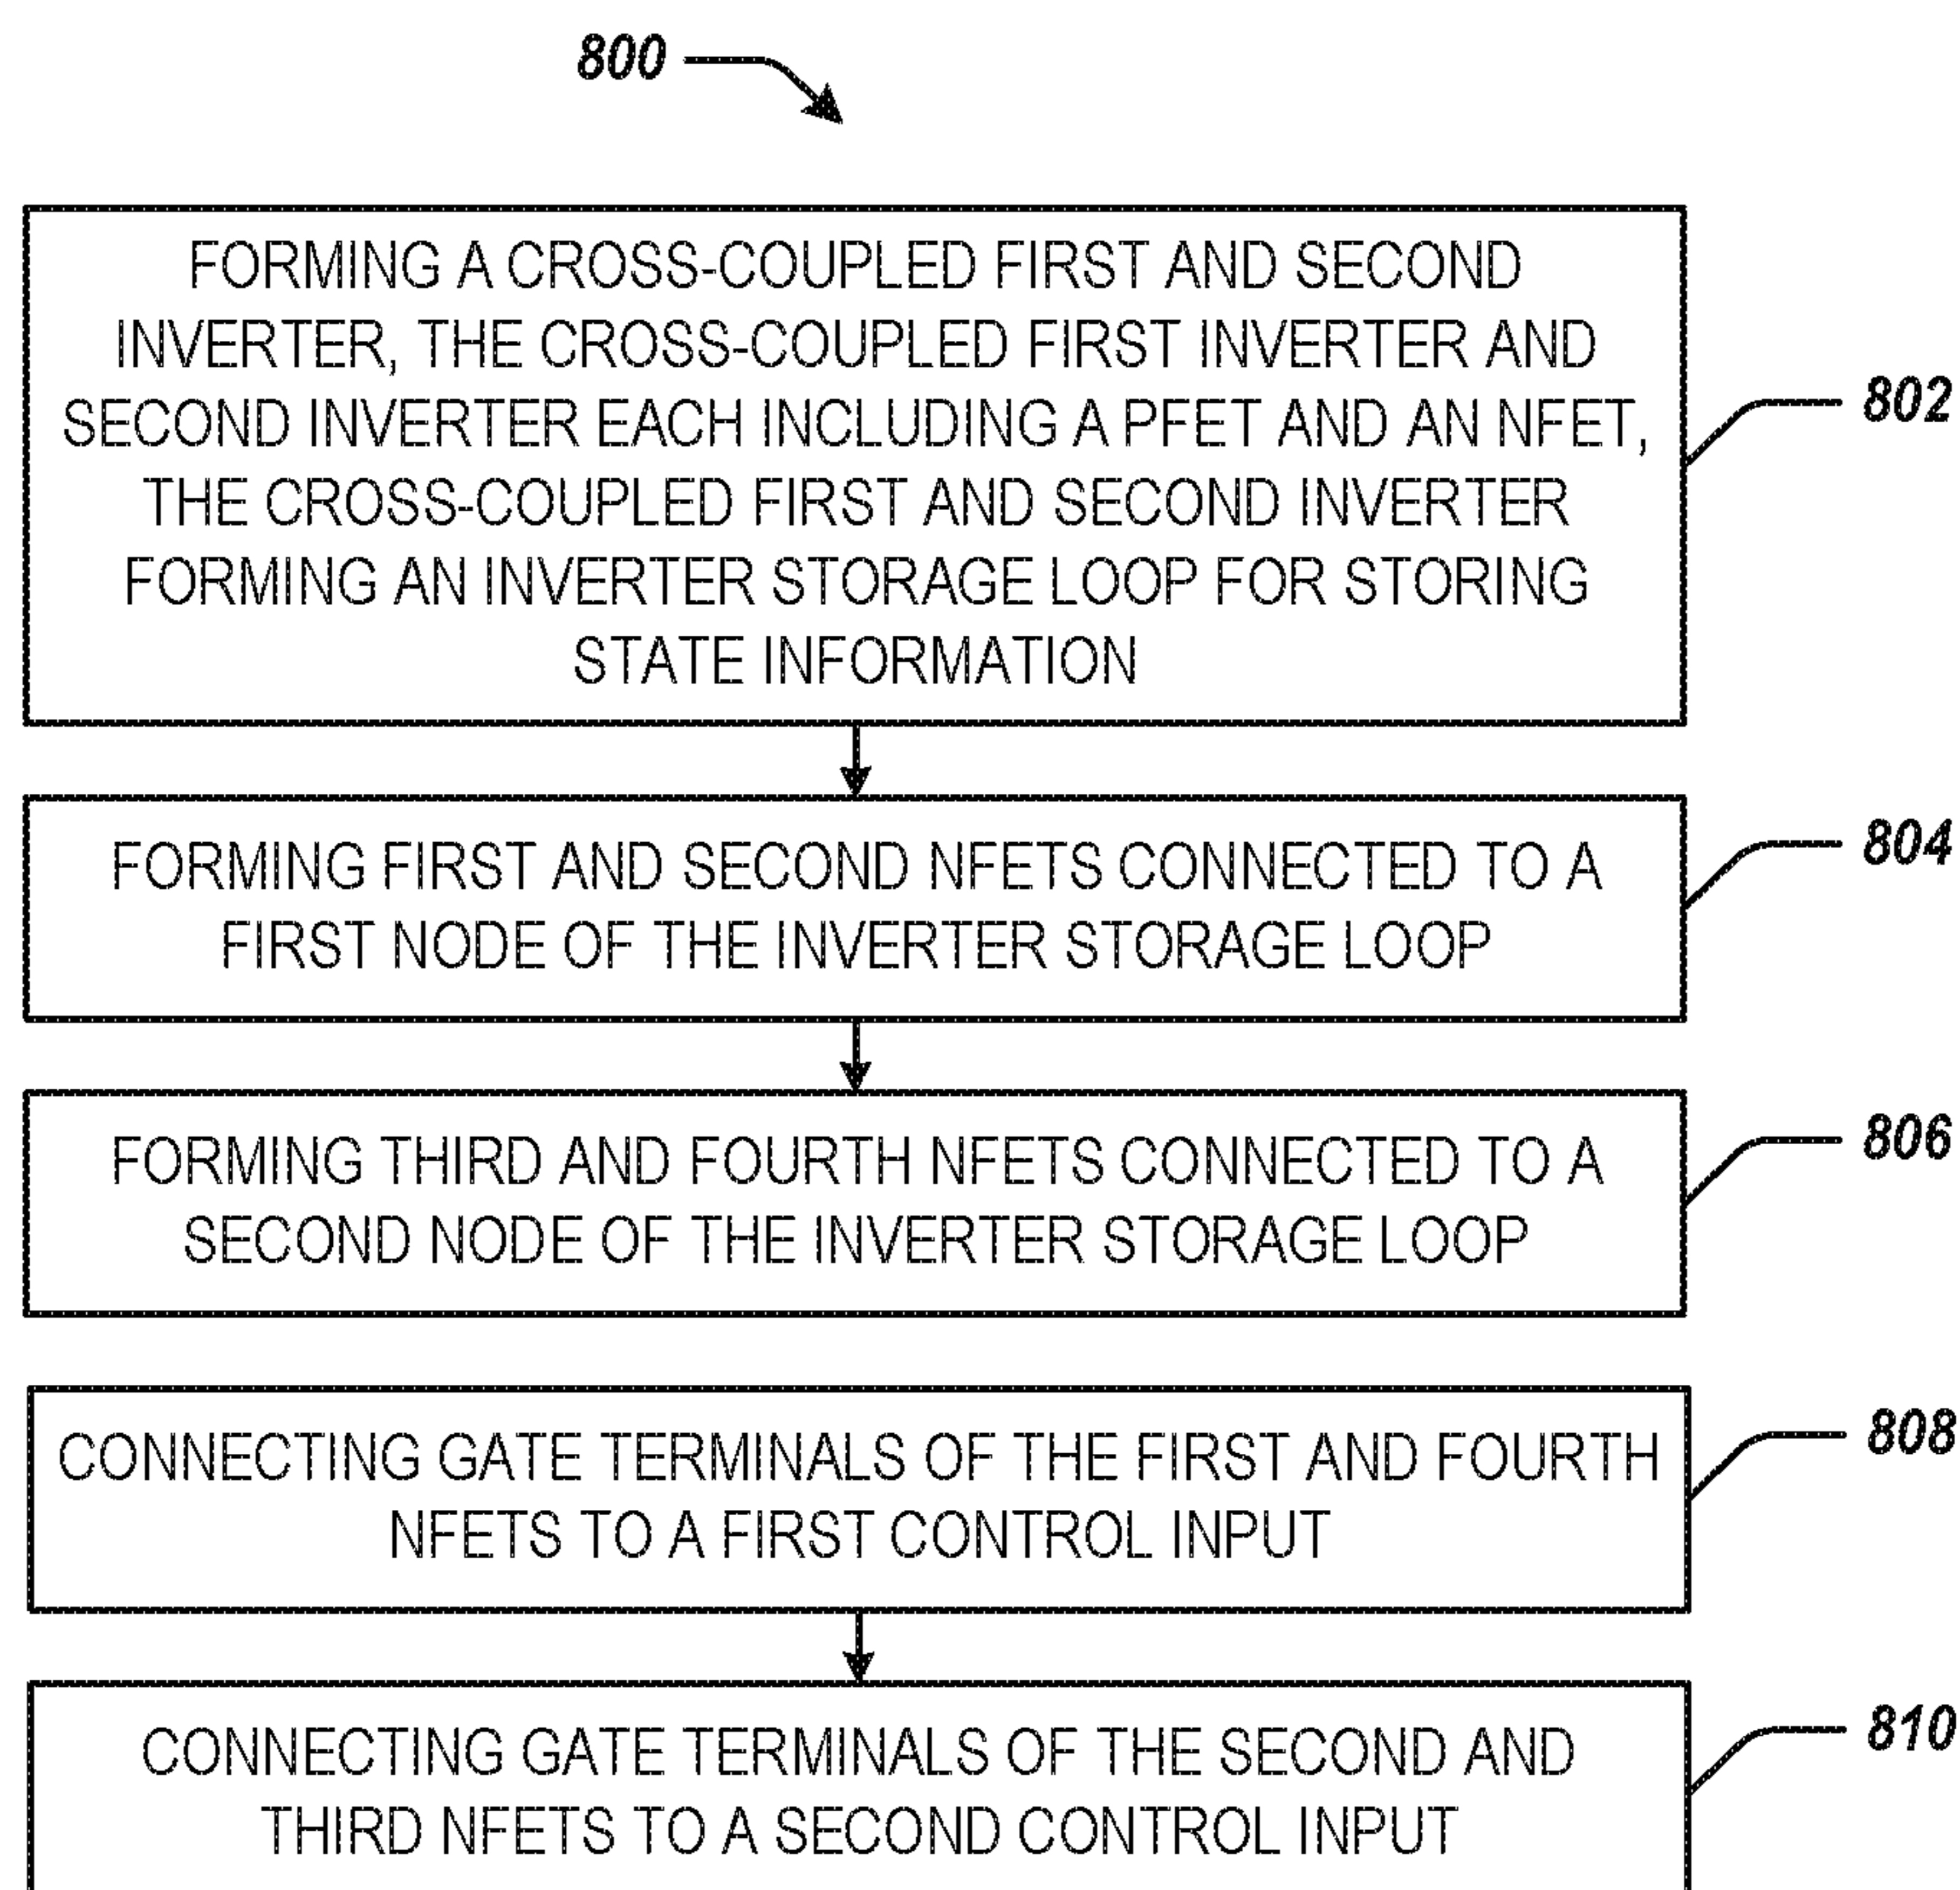 800
FORMING A CROSS-COUPLED FIRST AND SECOND
INVERTER, THE CROSS-COUPLED FIRST INVERTER AND
SECOND INVERTER EACH INCLUDING A PFET AND AN NFET,
THE CROSS-COUPLED FIRST AND SECOND INVERTER
FORMING AN INVERTER STORAGE LOOP FOR STORING
STATE INFORMATION
802
FORMING FIRST AND SECOND NFETS CONNECTED TO A
FIRST NODE OF THE INVERTER STORAGE LOOP
804
FORMING THIRD AND FOURTH NFETS CONNECTED TO A
SECOND NODE OF THE INVERTER STORAGE LOOP
806
CONNECTING GATE TERMINALS OF THE FIRST AND FOURTH
NFETS TO A FIRST CONTROL INPUT
808
CONNECTING GATE TERMINALS OF THE SECOND AND
THIRD NFETS TO A SECOND CONTROL INPUT
810